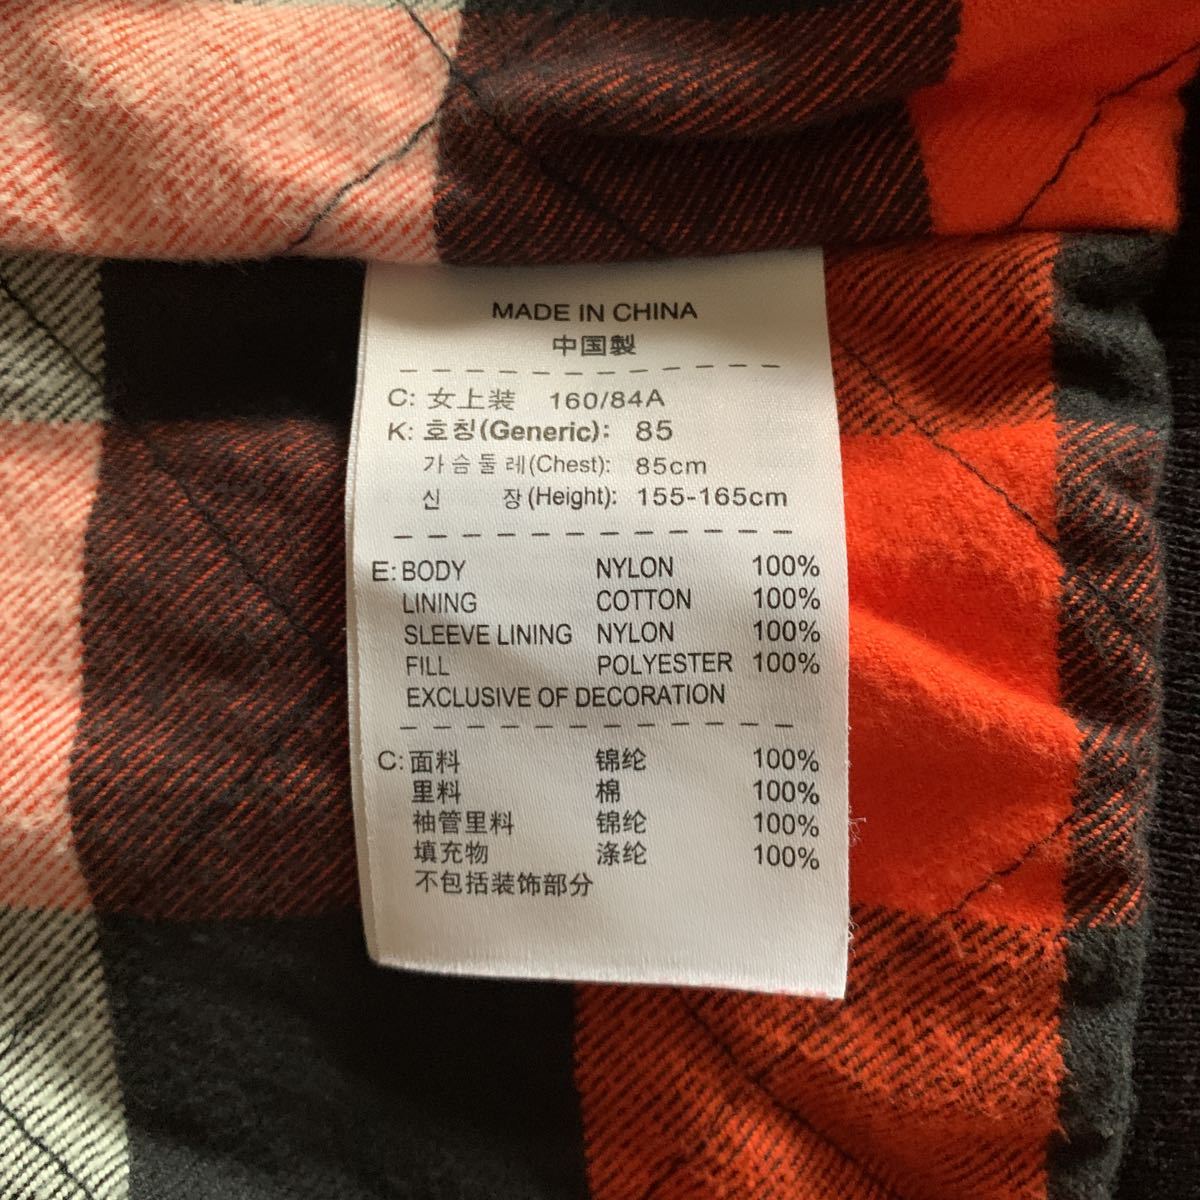 MADE IN CHINA
中国製
C: 女上装 160/84A
K: 호칭(Generic): 85
가슴둘레(Chest): 85cm
신 장(Height): 155-165cm
E: BODY NYLON 100%
LINING COTTON 100%
SLEEVE LINING NYLON 100%
FILL POLYESTER 100%
EXCLUSIVE OF DECORATION
C: 面料 锦纶 100%
里料 棉 100%
袖管里料 锦纶 100%
填充物 涤纶 100%
不包括装饰部分